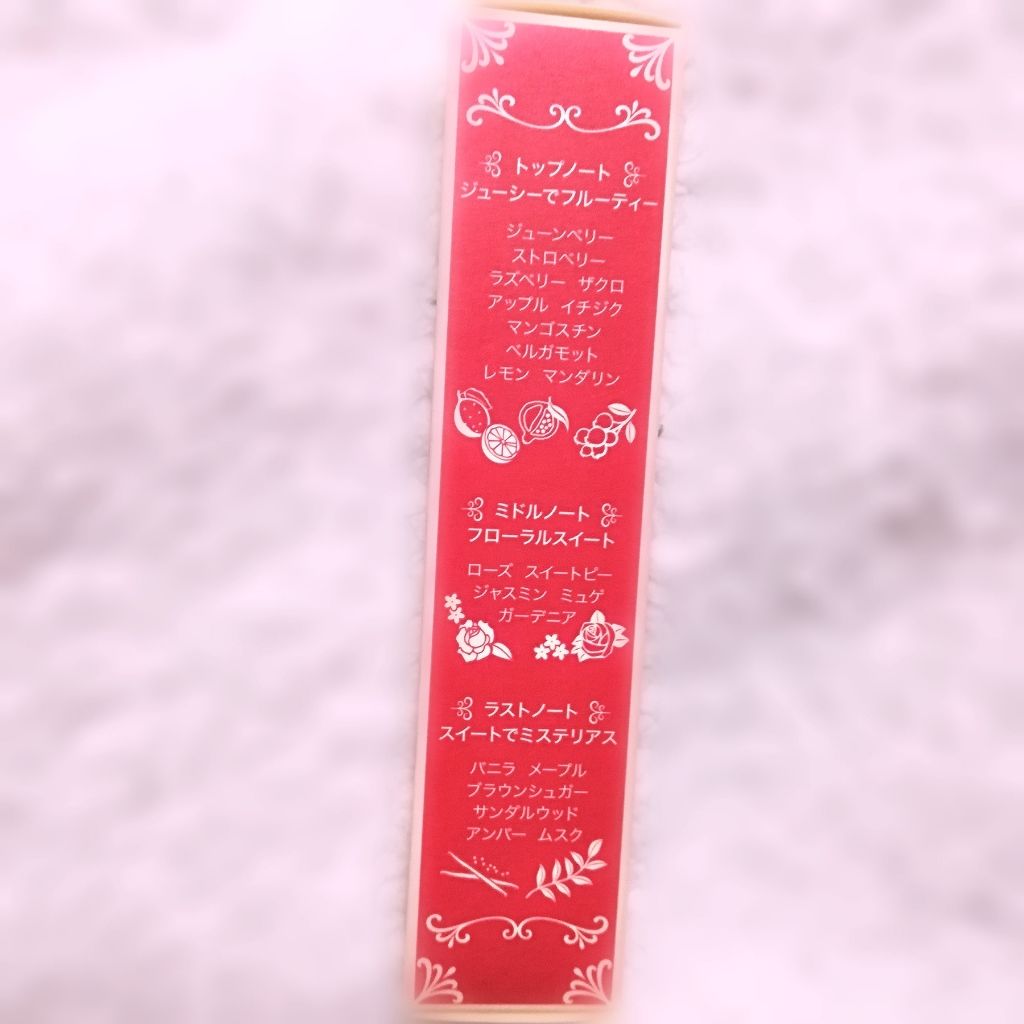 トップノート
ジューシーでフルーティー
ジューンベリー
ストロベリー
ラズベリー ザクロ
アップル イチジク
マンゴスチン
ベルガモット
レモン マンダリン
ミドルノート
フローラルスイート
ローズ スイートピー
ジャスミン ミュゲ
ガーデニア
ラストノート
スイートでミステリアス
バニラ メープル
ブラウンシュガー
サンダルウッド
アンバー ムスク